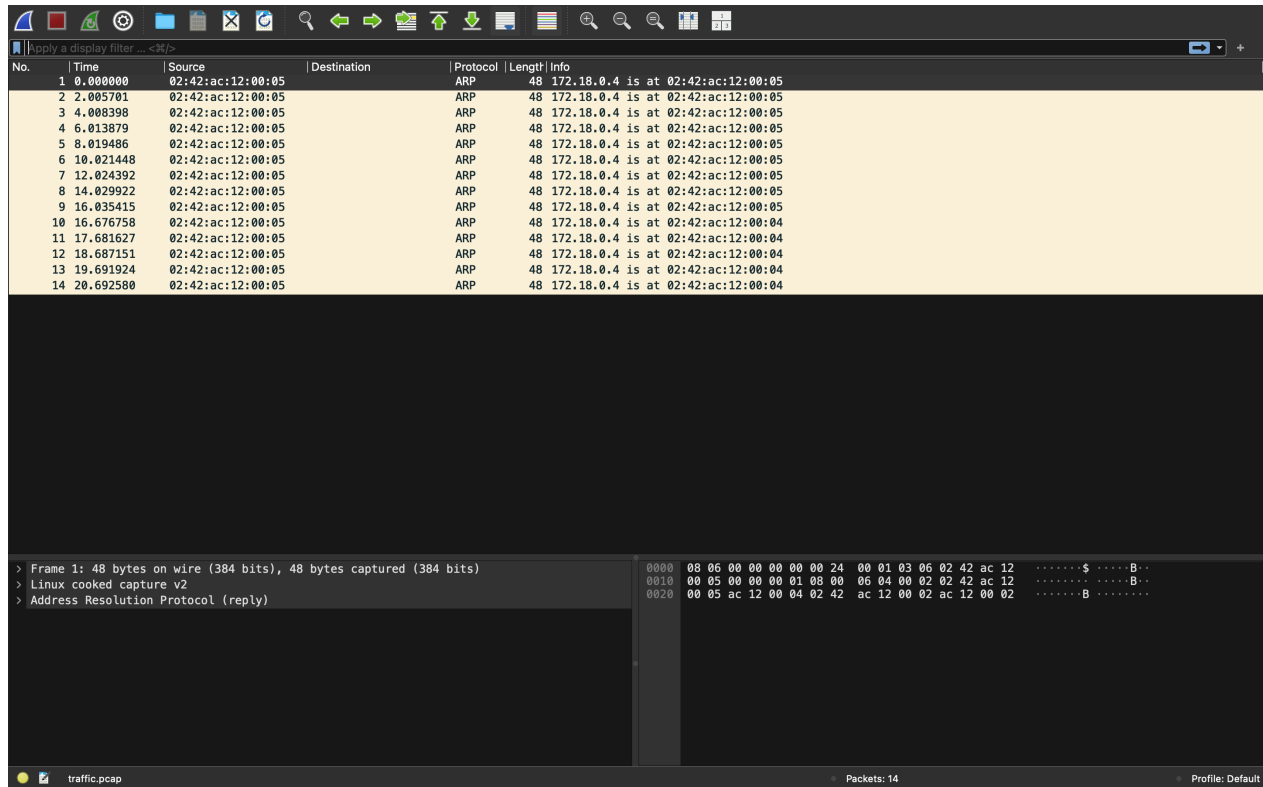 Apply a display filter ... <⌘/>
No. Time Source Destination Protocol Length Info
1 0.000000 02:42:ac:12:00:05 ARP 48 172.18.0.4 is at 02:42:ac:12:00:05
2 2.005701 02:42:ac:12:00:05 ARP 48 172.18.0.4 is at 02:42:ac:12:00:05
3 4.008398 02:42:ac:12:00:05 ARP 48 172.18.0.4 is at 02:42:ac:12:00:05
4 6.013879 02:42:ac:12:00:05 ARP 48 172.18.0.4 is at 02:42:ac:12:00:05
5 8.019486 02:42:ac:12:00:05 ARP 48 172.18.0.4 is at 02:42:ac:12:00:05
6 10.021448 02:42:ac:12:00:05 ARP 48 172.18.0.4 is at 02:42:ac:12:00:05
7 12.024392 02:42:ac:12:00:05 ARP 48 172.18.0.4 is at 02:42:ac:12:00:05
8 14.029922 02:42:ac:12:00:05 ARP 48 172.18.0.4 is at 02:42:ac:12:00:05
9 16.035415 02:42:ac:12:00:05 ARP 48 172.18.0.4 is at 02:42:ac:12:00:05
10 16.676758 02:42:ac:12:00:05 ARP 48 172.18.0.4 is at 02:42:ac:12:00:04
11 17.681627 02:42:ac:12:00:05 ARP 48 172.18.0.4 is at 02:42:ac:12:00:04
12 18.687151 02:42:ac:12:00:05 ARP 48 172.18.0.4 is at 02:42:ac:12:00:04
13 19.691924 02:42:ac:12:00:05 ARP 48 172.18.0.4 is at 02:42:ac:12:00:04
14 20.692580 02:42:ac:12:00:05 ARP 48 172.18.0.4 is at 02:42:ac:12:00:04
> Frame 1: 48 bytes on wire (384 bits), 48 bytes captured (384 bits)
> Linux cooked capture v2
> Address Resolution Protocol (reply)
0000 08 06 00 00 00 00 00 24 00 01 03 06 02 42 ac 12 ·······$ ·····B··
0010 00 05 00 00 00 01 08 00 06 04 00 02 02 42 ac 12 ········ ·····B··
0020 00 05 ac 12 00 04 02 42 ac 12 00 02 ac 12 00 02 ·······B ········
traffic.pcap
Packets: 14
Profile: Default